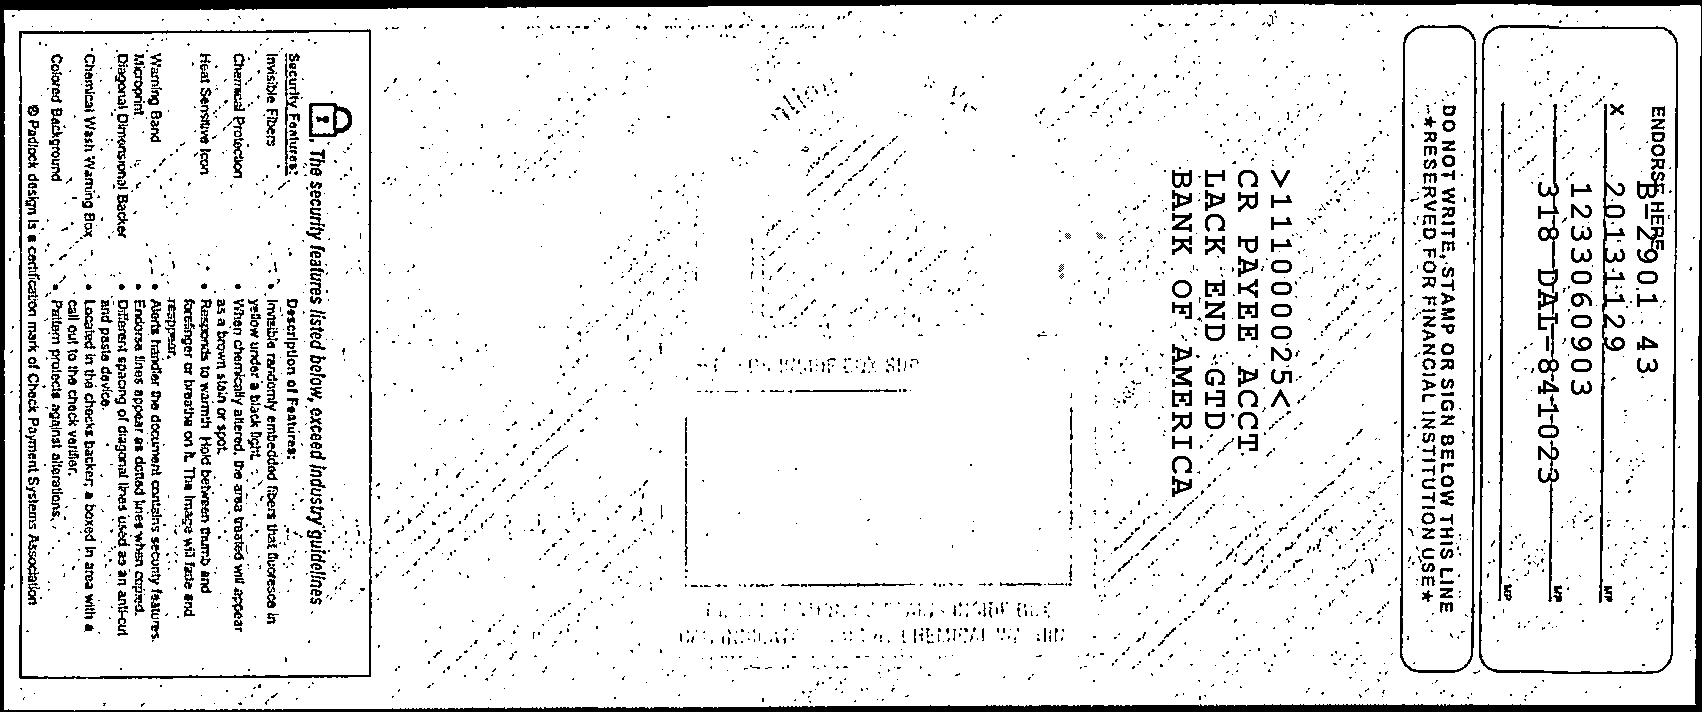 ENDORSE HERE
B-2901 43
X 20131129
1233060903
318 DAL 841023
MP
MP
MP
DO NOT WRITE, STAMP OR SIGN BELOW THIS LINE
★RESERVED FOR FINANCIAL INSTITUTION USE★
>111000025<
CR PAYEE ACCT
LACK END GTD
BANK OF AMERICA
The security features listed below, exceed industry guidelines
Security Features: Description of Features:
Invisible Fibers • Invisible randomly embedded fibers that fluoresce in
yellow under a black light.
Chemical Protection • When chemically altered, the area treated will appear
as a brown stain or spot.
Heat Sensitive Icon • Responds to warmth. Hold between thumb and
forefinger or breathe on it. The image will fade and
reappear.
Warning Band • Alerts handler the document contains security features.
Microprint • Endorse lines appear as dotted lines when copied.
Diagonal Dimensional Backer • Different spacing of diagonal lines used as an anti-cut
and paste device.
Chemical Wash Warning Box • Located in the checks backer; a boxed in area with a
call out to the check verifier.
Colored Background • Pattern protects against alterations.
® Padlock design is a certification mark of Check Payment Systems Association